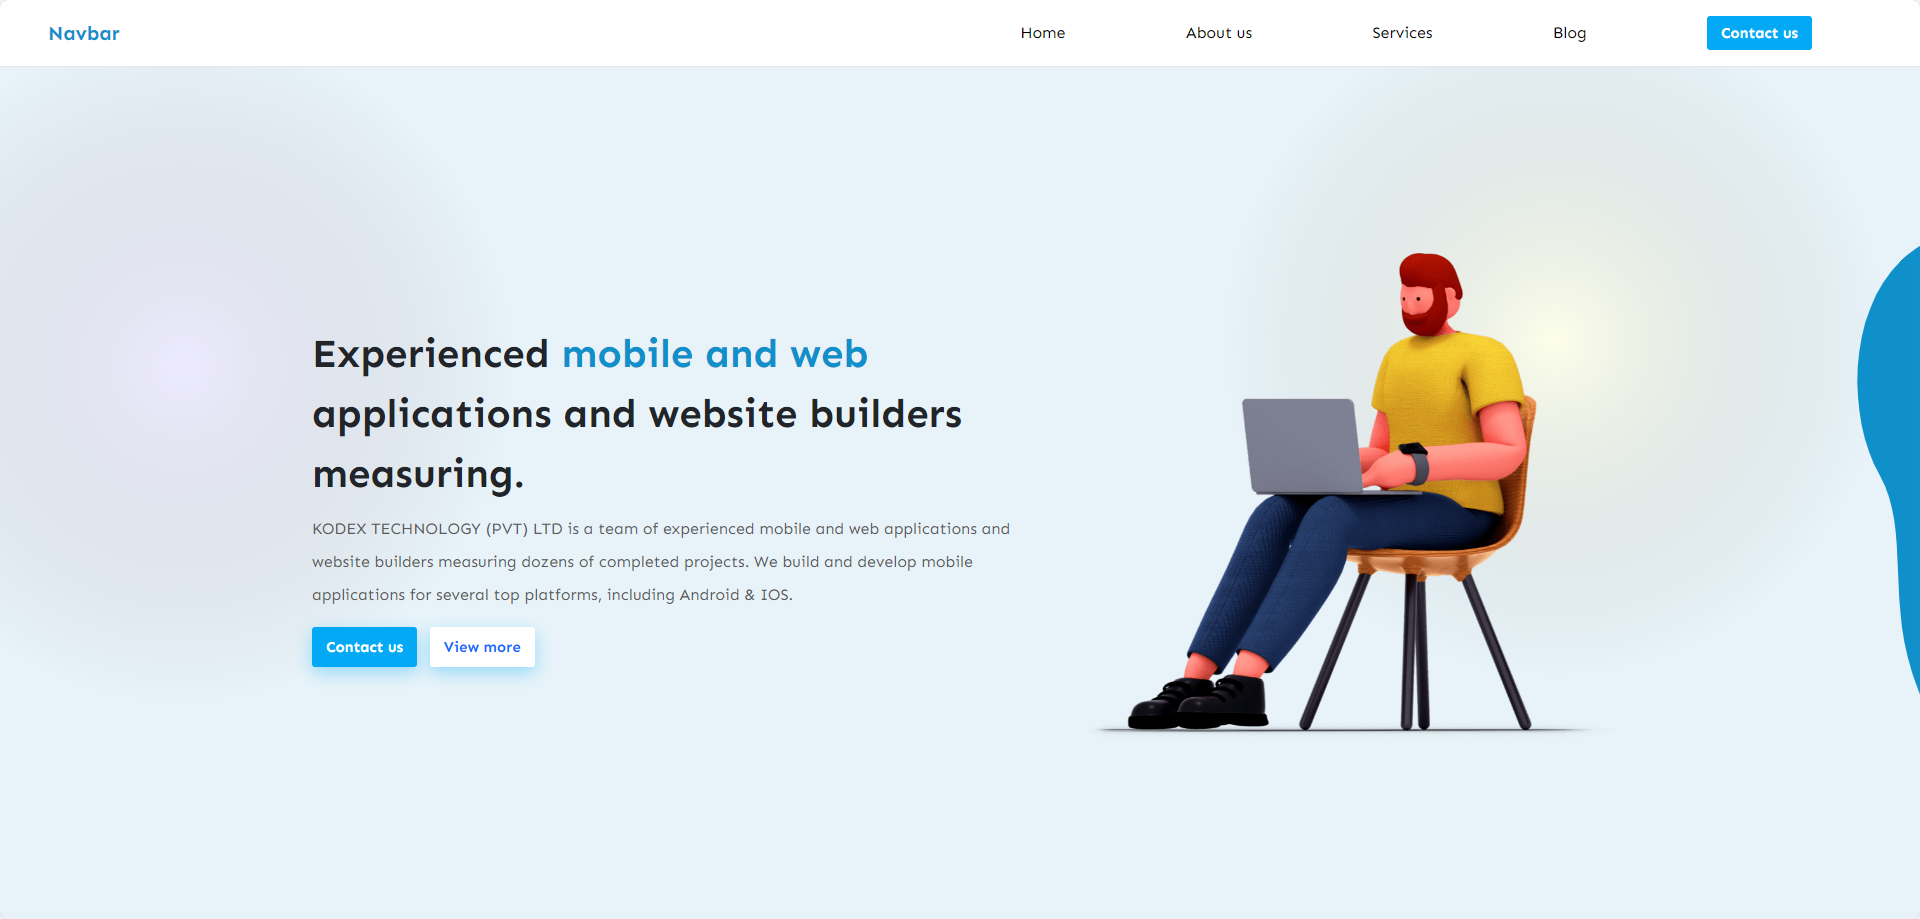 Navbar
Home
About us
Services
Blog
Contact us
Experienced mobile and web
applications and website builders
measuring.
KODEX TECHNOLOGY (PVT) LTD is a team of experienced mobile and web applications and
website builders measuring dozens of completed projects. We build and develop mobile
applications for several top platforms, including Android & IOS.
Contact us
View more